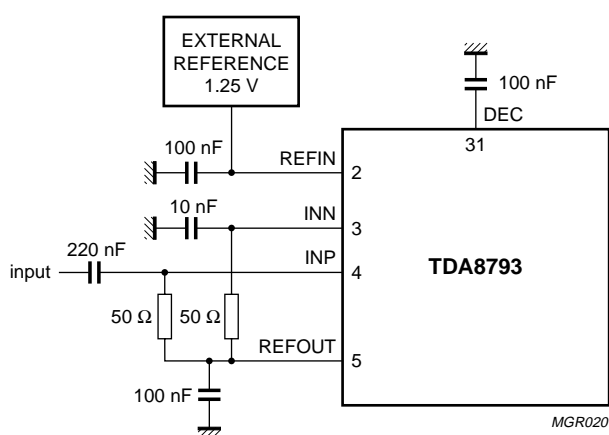 EXTERNAL
REFERENCE
1.25 V
100 nF
DEC
31
100 nF
REFIN
2
10 nF
INN
3
220 nF
INP
input
4
TDA8793
50 Ω
50 Ω
REFOUT
5
100 nF
MGR020